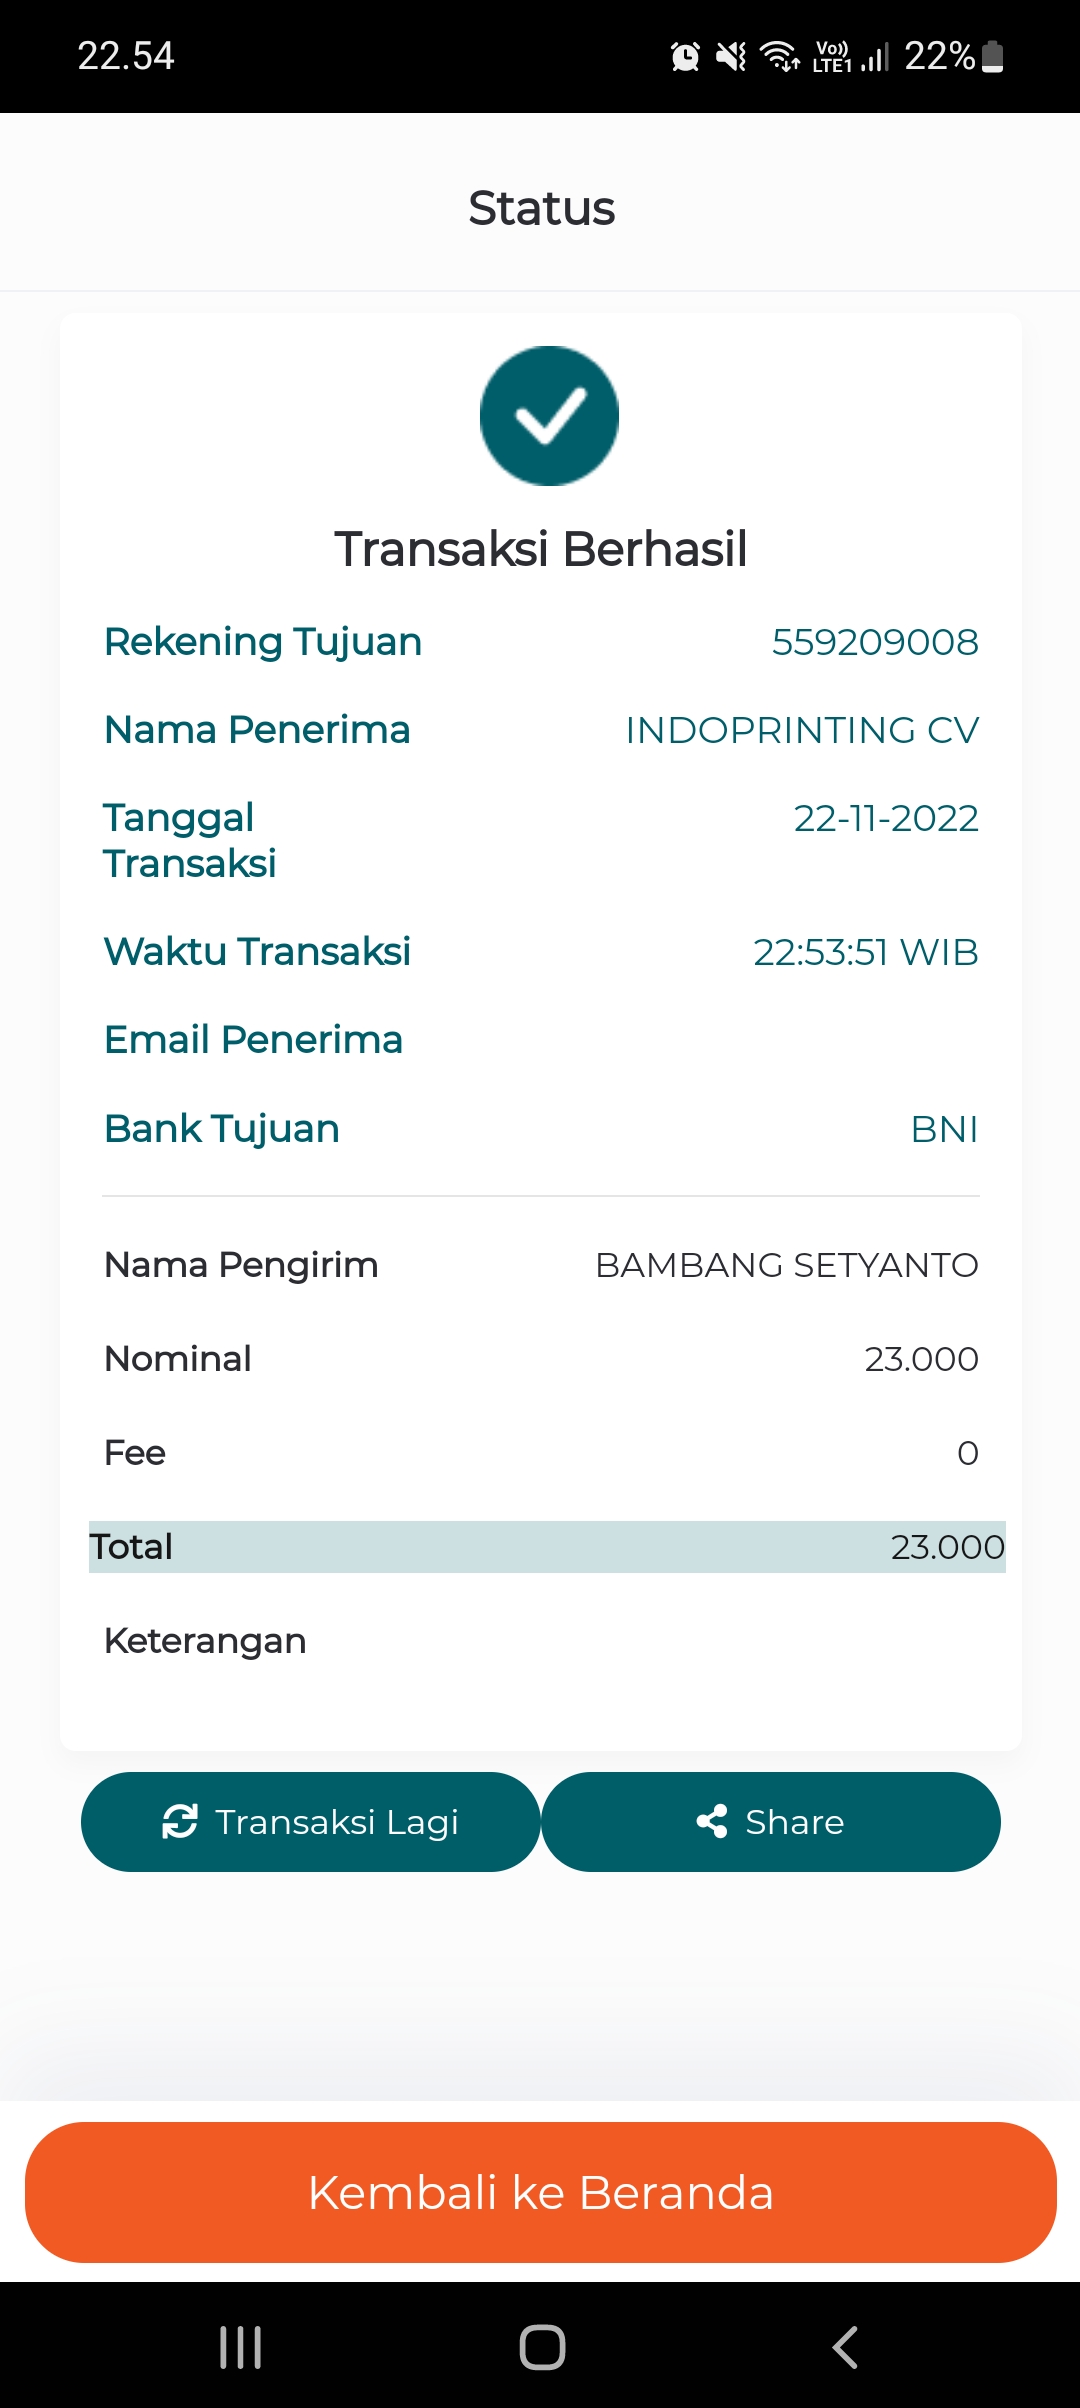 22.54
Vo))
LTE1
22%
Status
Transaksi Berhasil
Rekening Tujuan 559209008
Nama Penerima INDOPRINTING CV
Tanggal 22-11-2022
Transaksi
Waktu Transaksi 22:53:51 WIB
Email Penerima
Bank Tujuan BNI
Nama Pengirim BAMBANG SETYANTO
Nominal 23.000
Fee 0
Total 23.000
Keterangan
Transaksi Lagi
Share
Kembali ke Beranda